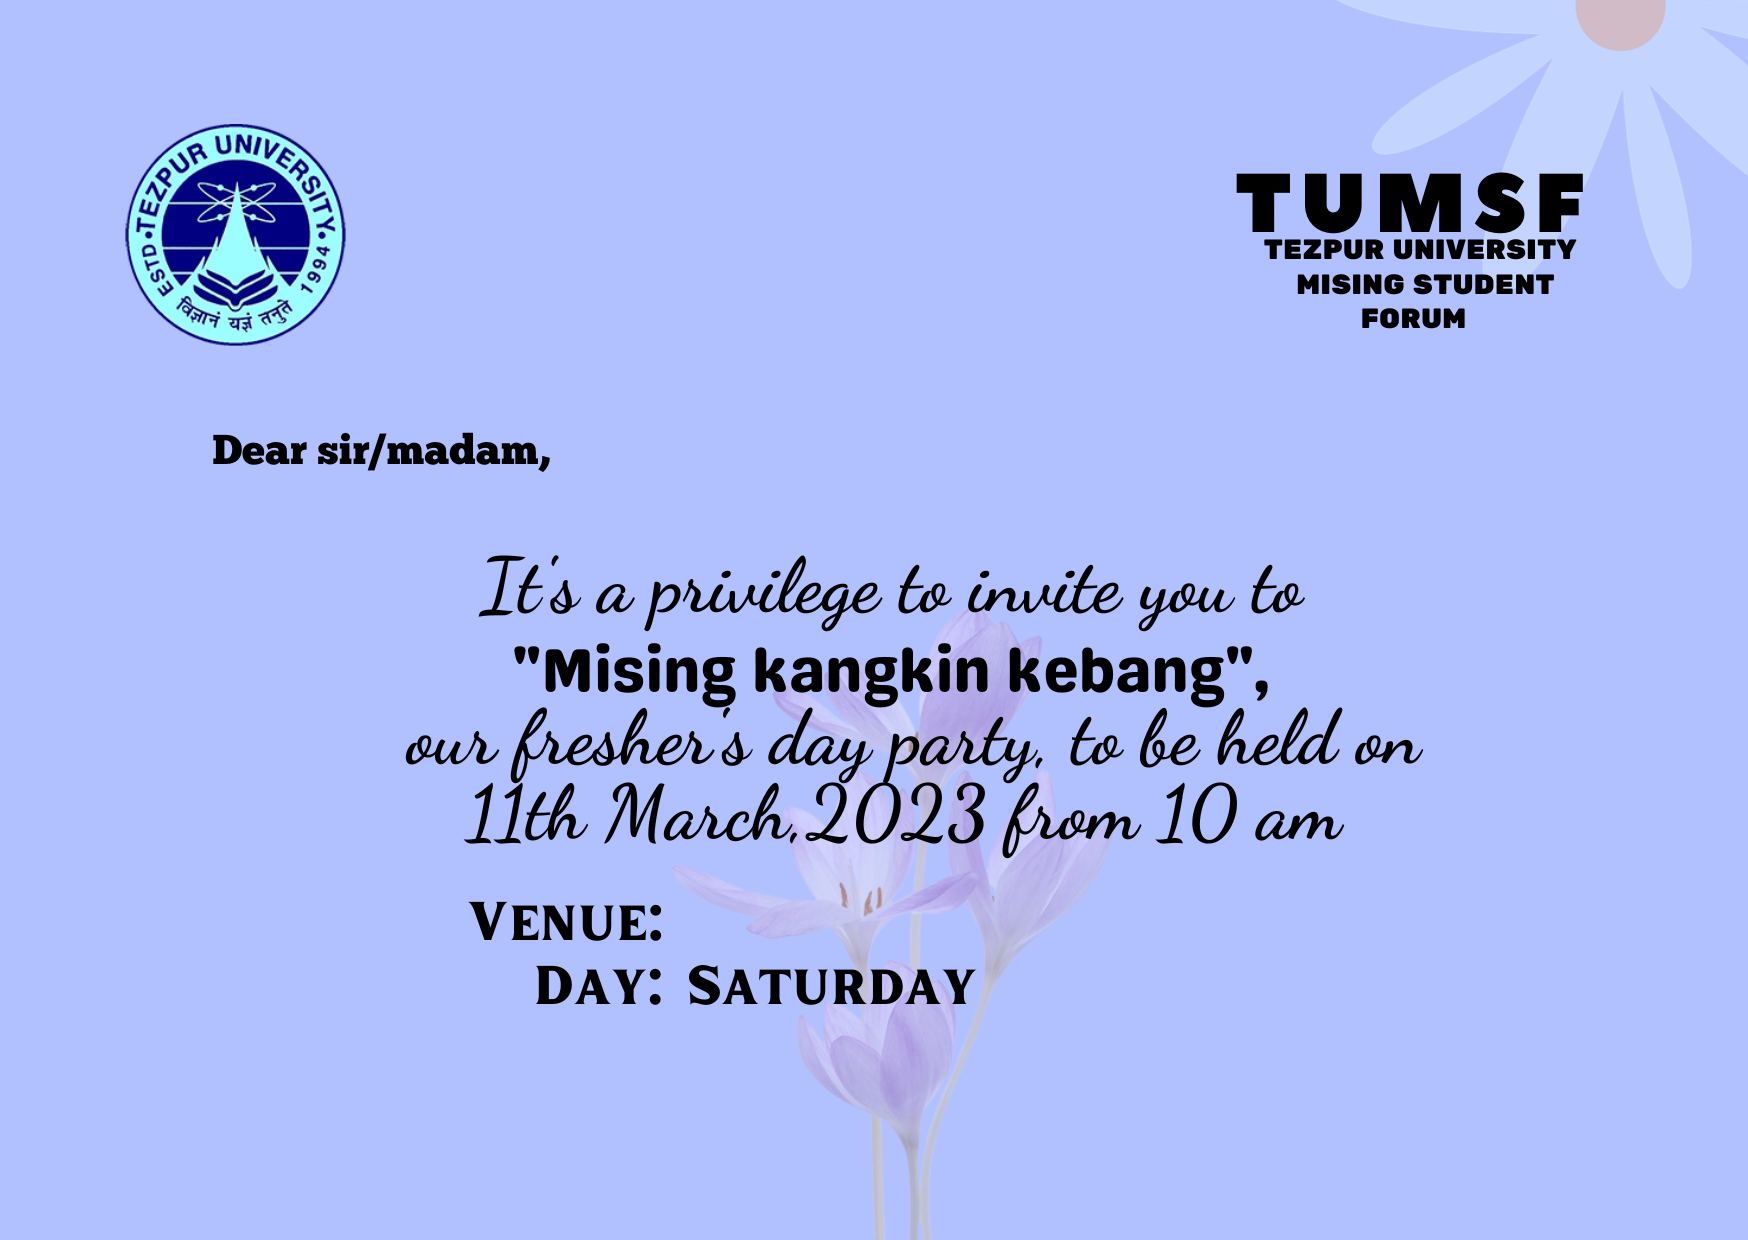 TEZPUR UNIVERSITY
ESTD 1994
विज्ञानं यज्ञं तनुते
TUMSF
TEZPUR UNIVERSITY
MISING STUDENT
FORUM
Dear sir/madam,
It's a privilege to invite you to
"Mising kangkin kebang",
our fresher's day party, to be held on
11th March,2023 from 10 am
VENUE:
DAY: SATURDAY